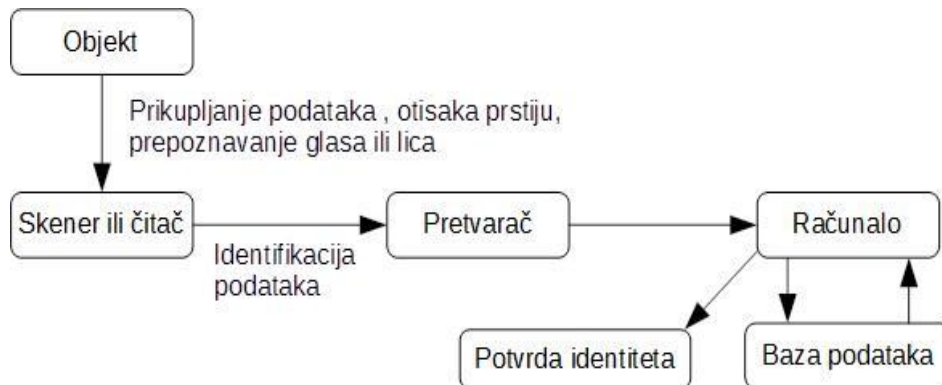 Objekt
Prikupljanje podataka , otisaka prstiju,
prepoznavanje glasa ili lica
Skener ili čitač
Identifikacija
podataka
Pretvarač
Računalo
Potvrda identiteta
Baza podataka